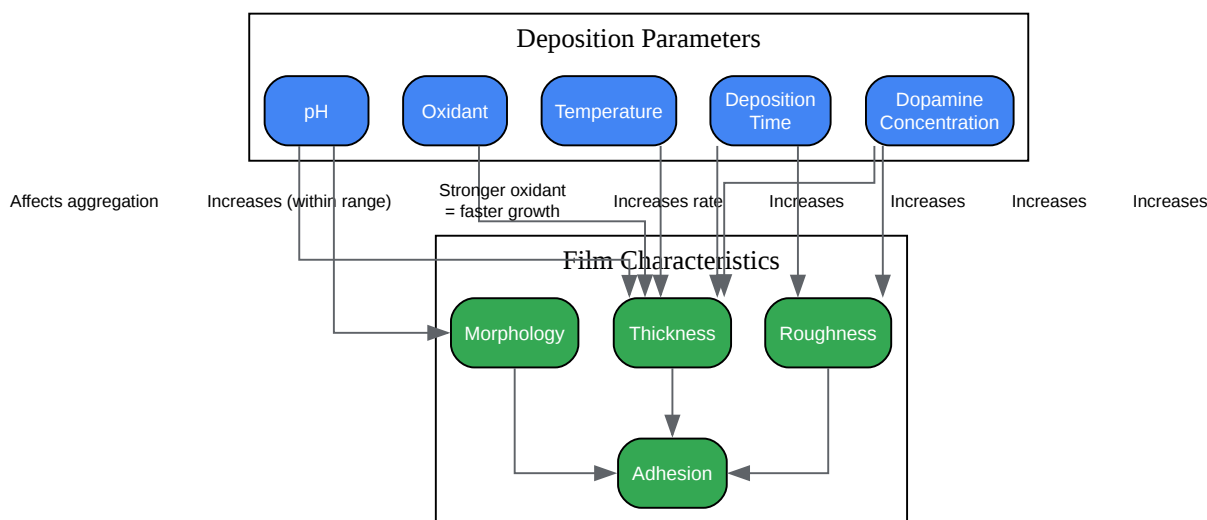 Deposition Parameters
pH
Oxidant
Temperature
Deposition
Time
Dopamine
Concentration
Affects aggregation
Increases (within range)
Stronger oxidant
= faster growth
Increases rate
Increases
Increases
Increases
Increases
Film Characteristics
Morphology
Thickness
Roughness
Adhesion